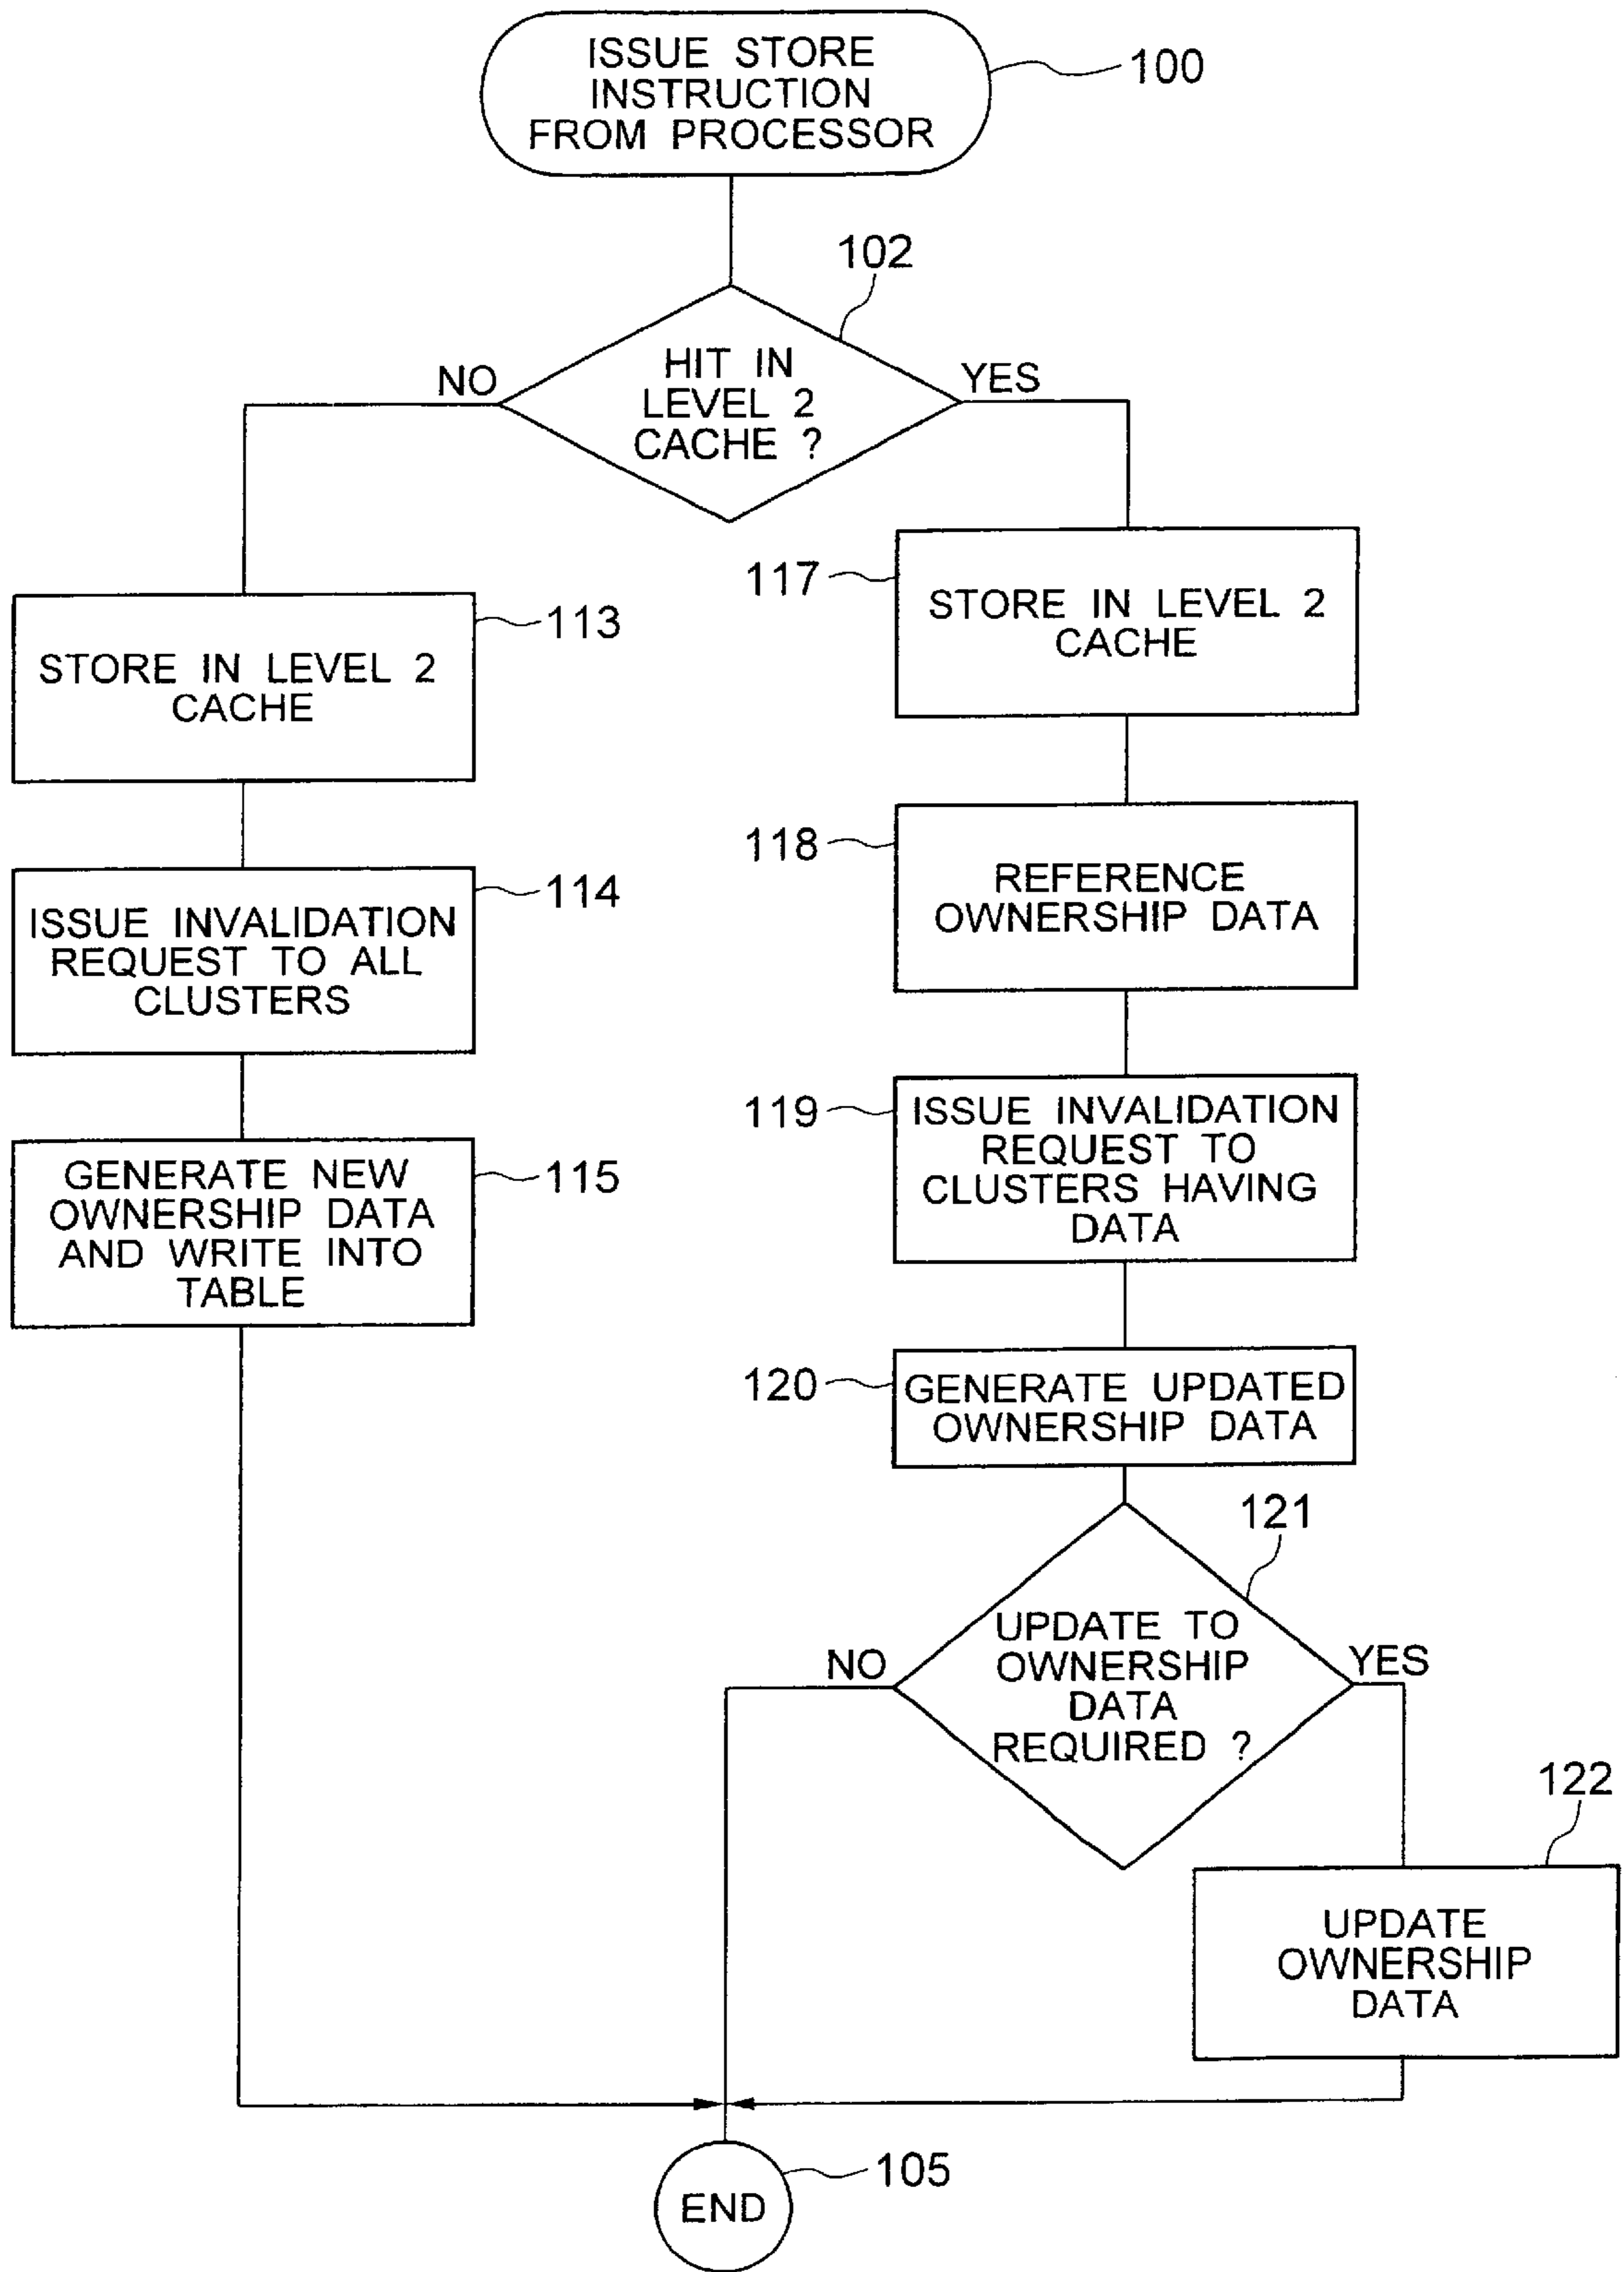 ISSUE STORE
INSTRUCTION
FROM PROCESSOR
100
102
HIT IN
LEVEL 2
CACHE ?
NO
YES
113
STORE IN LEVEL 2
CACHE
114
ISSUE INVALIDATION
REQUEST TO ALL
CLUSTERS
115
GENERATE NEW
OWNERSHIP DATA
AND WRITE INTO
TABLE
117
STORE IN LEVEL 2
CACHE
118
REFERENCE
OWNERSHIP DATA
119
ISSUE INVALIDATION
REQUEST TO
CLUSTERS HAVING
DATA
120
GENERATE UPDATED
OWNERSHIP DATA
121
UPDATE TO
OWNERSHIP
DATA
REQUIRED ?
NO
YES
122
UPDATE
OWNERSHIP
DATA
105
END